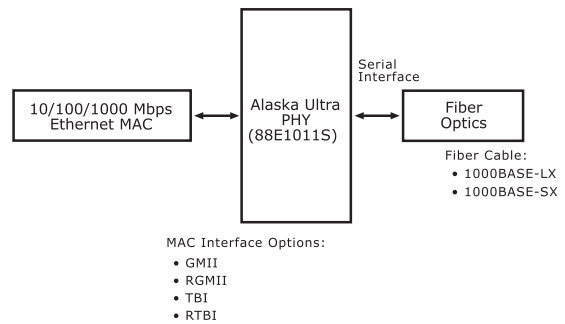 Serial
Interface
10/100/1000 Mbps
Ethernet MAC
Alaska Ultra
PHY
(88E1011S)
Fiber
Optics
Fiber Cable:
• 1000BASE-LX
• 1000BASE-SX
MAC Interface Options:
• GMII
• RGMII
• TBI
• RTBI